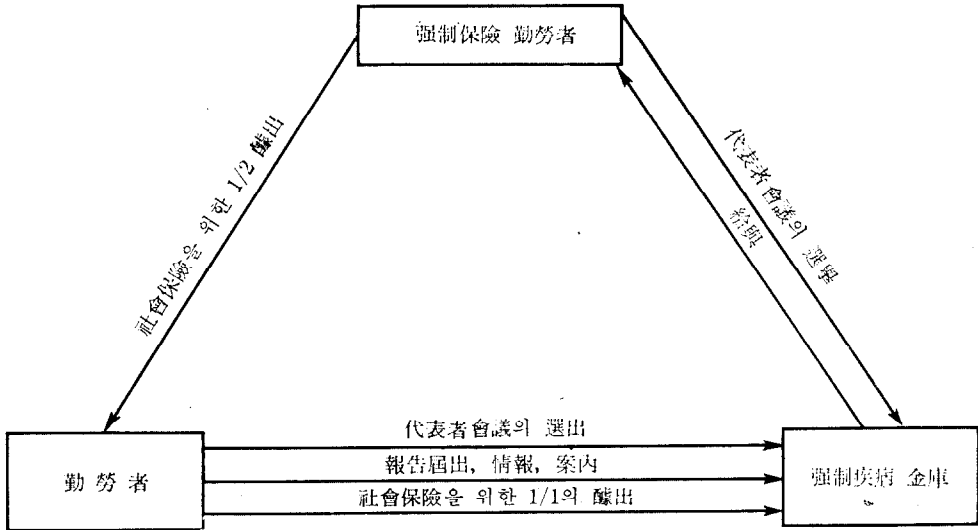 强制保險 勤勞者
社會保險을 위한 1/2 醵出
代表者會議의 選擧
給與
代表者會議의 選出
報告屆出, 情報, 案内
社會保險을 위한 1/1의 醵出
勤 勞 者
强制疾病 金庫